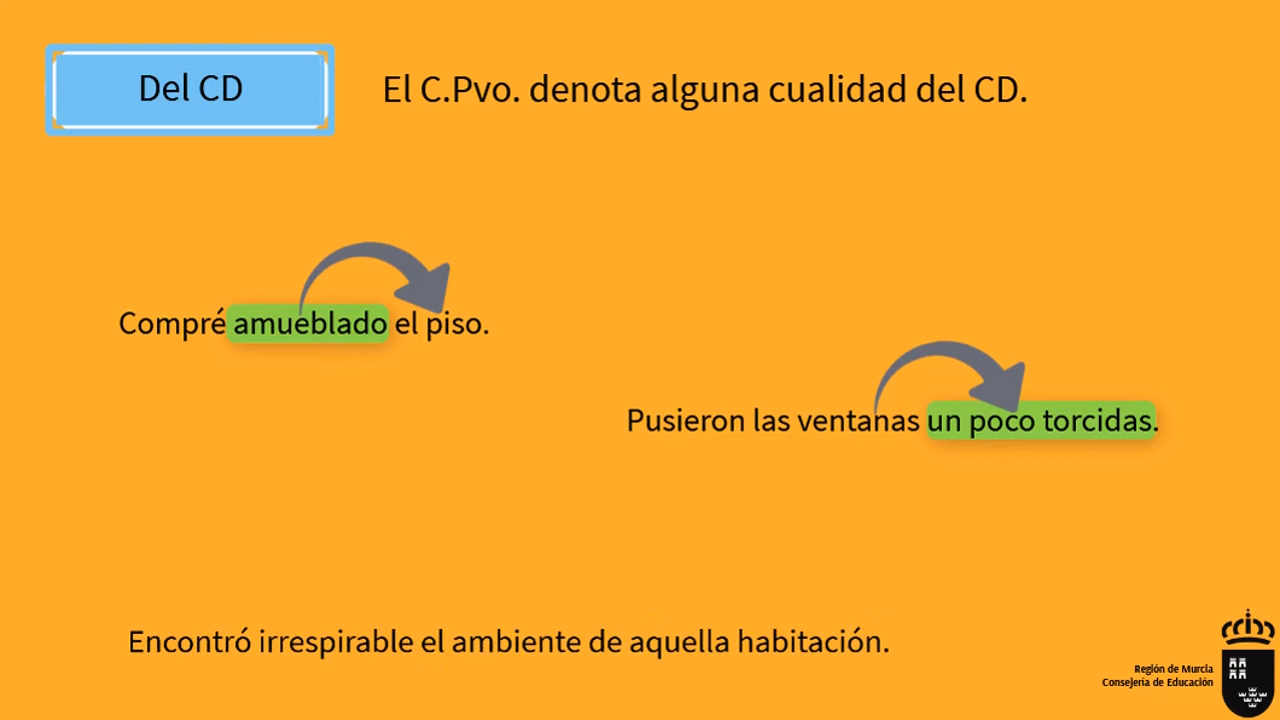 Del CD
El C.Pvo. denota alguna cualidad del CD.
Compré amueblado el piso.
Pusieron las ventanas un poco torcidas.
Encontró irrespirable el ambiente de aquella habitación.
Región de Murcia
Consejería de Educación